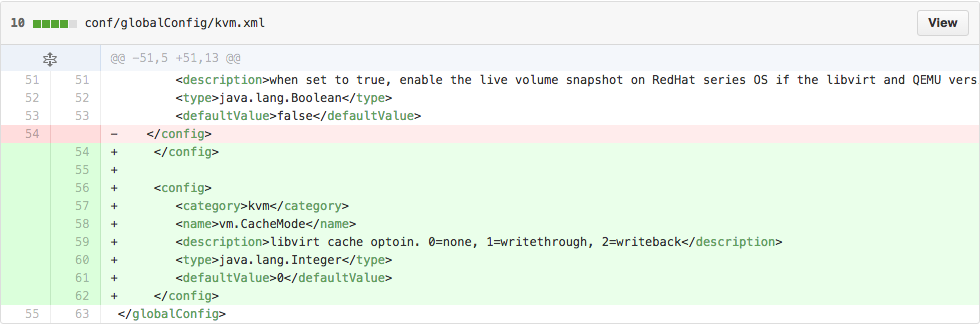 10 conf/globalConfig/kvm.xml View
@@ -51,5 +51,13 @@
51 51 <description>when set to true, enable the live volume snapshot on RedHat series OS if the libvirt and QEMU vers
52 52 <type>java.lang.Boolean</type>
53 53 <defaultValue>false</defaultValue>
54 - </config>
54 + </config>
55 +
56 + <config>
57 + <category>kvm</category>
58 + <name>vm.CacheMode</name>
59 + <description>libvirt cache optoin. 0=none, 1=writethrough, 2=writeback</description>
60 + <type>java.lang.Integer</type>
61 + <defaultValue>0</defaultValue>
62 + </config>
55 63 </globalConfig>